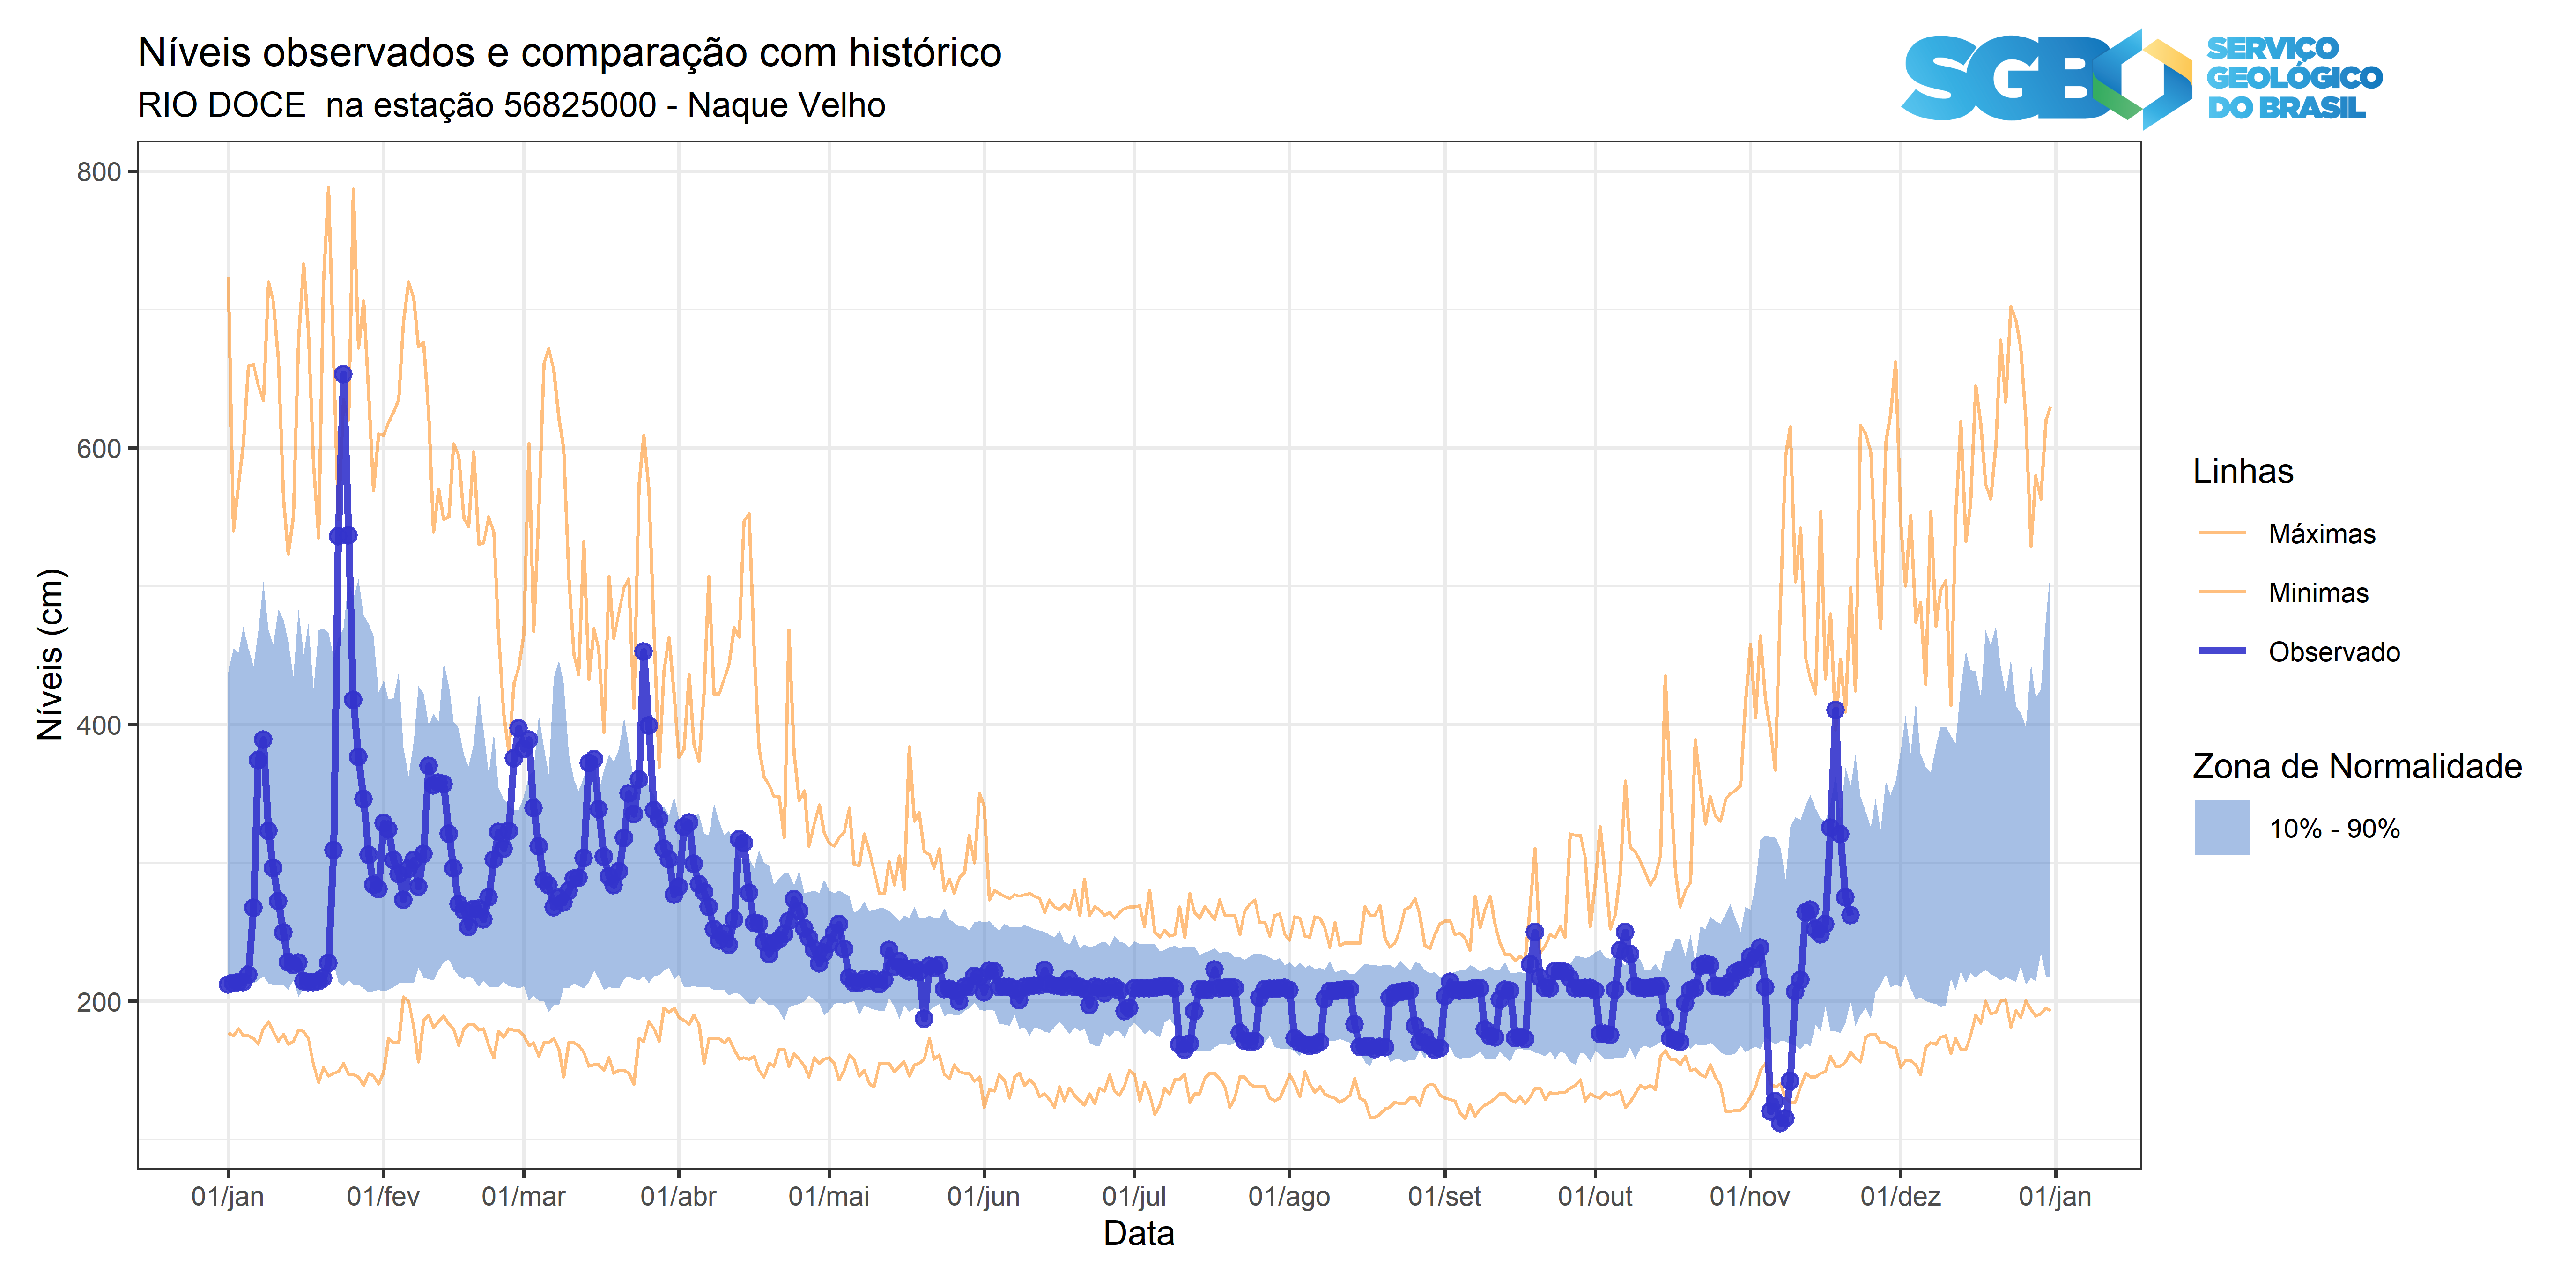 Níveis observados e comparação com histórico
RIO DOCE  na estação 56825000 - Naque Velho
SGB
SERVIÇO
GEOLÓGICO
DO BRASIL
800
600
400
200
Níveis (cm)
01/jan 01/fev 01/mar 01/abr 01/mai 01/jun 01/jul 01/ago 01/set 01/out 01/nov 01/dez 01/jan
Data
Linhas
Máximas
Minimas
Observado
Zona de Normalidade
10% - 90%